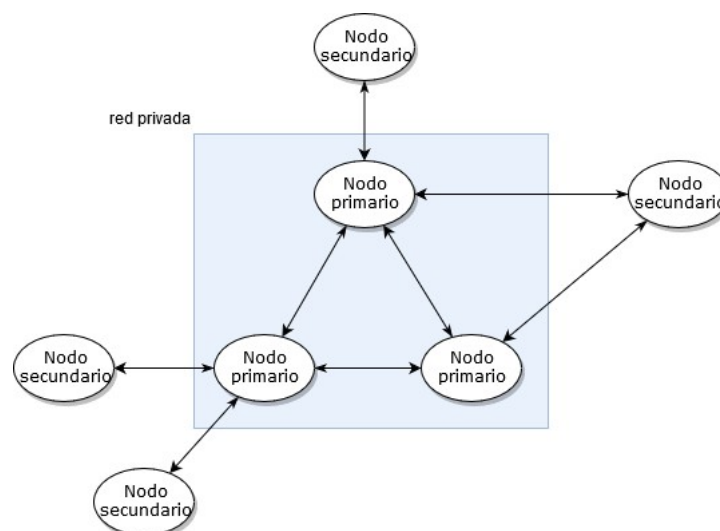 Nodo
secundario
red privada
Nodo
primario
Nodo
secundario
Nodo
secundario
Nodo
primario
Nodo
primario
Nodo
secundario